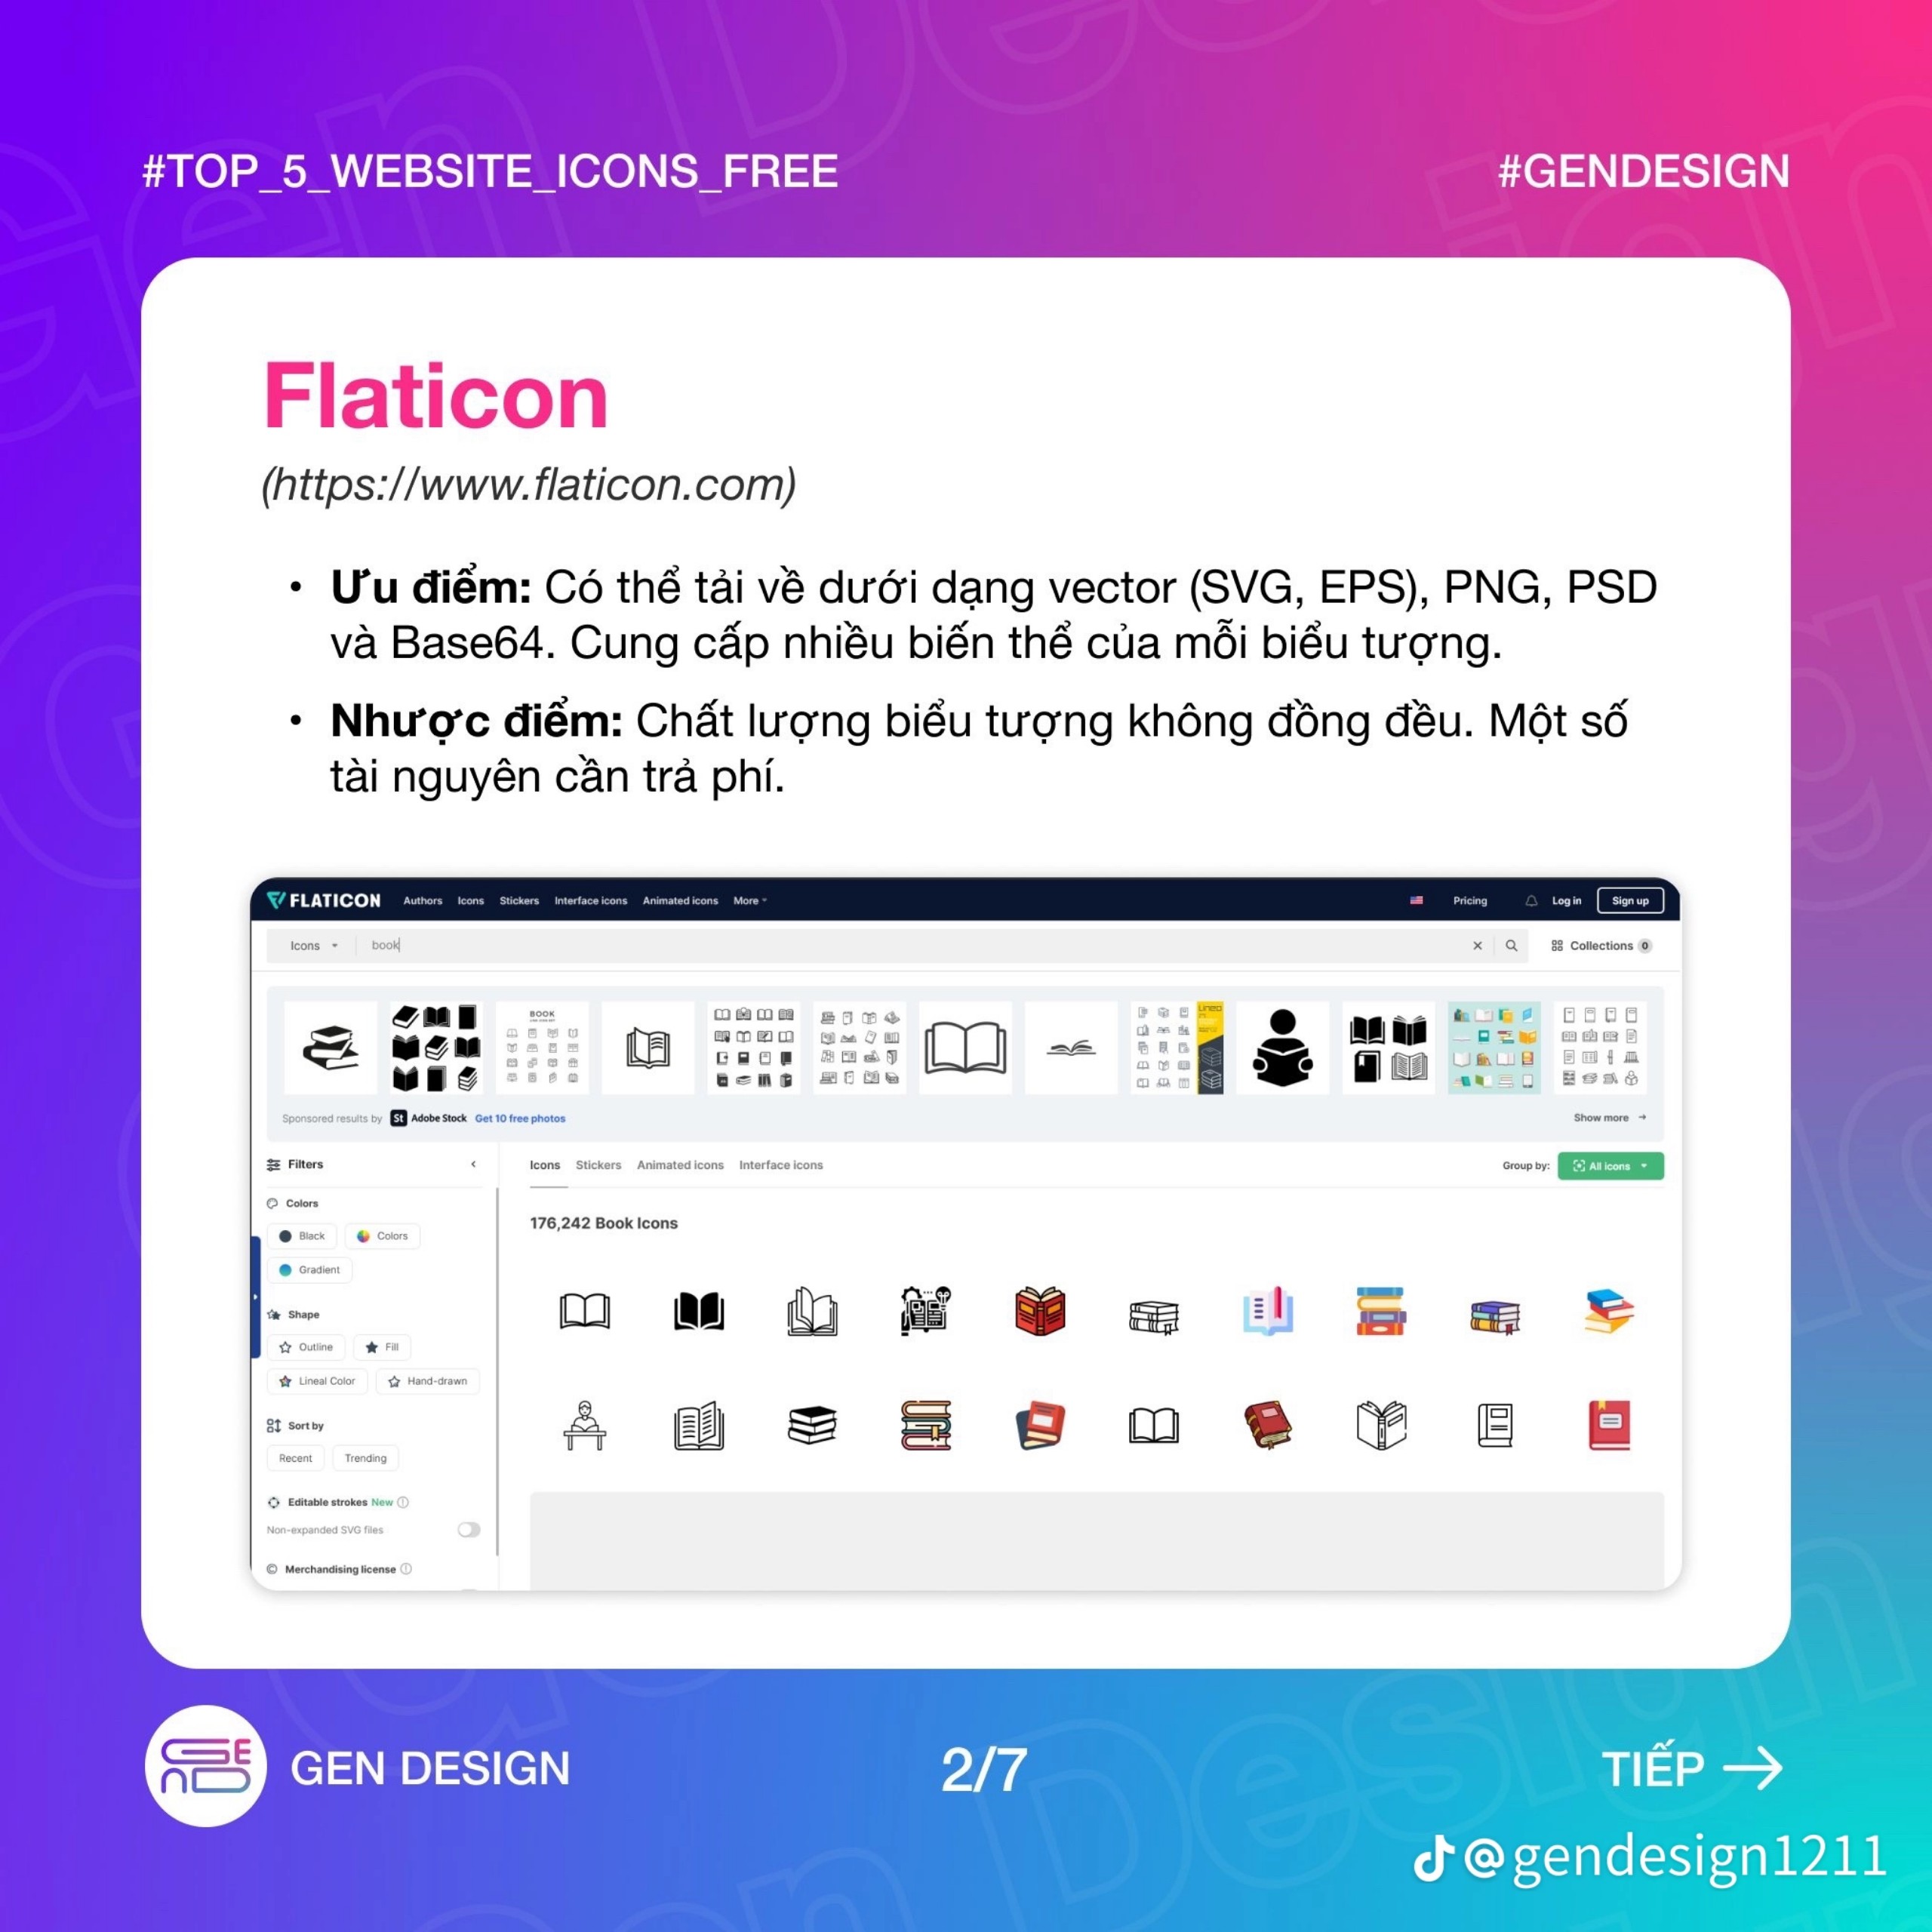 #TOP_5_WEBSITE_ICONS_FREE
#GENDESIGN
Flaticon
(https://www.flaticon.com)
• Ưu điểm: Có thể tải về dưới dạng vector (SVG, EPS), PNG, PSD
và Base64. Cung cấp nhiều biến thể của mỗi biểu tượng.
• Nhược điểm: Chất lượng biểu tượng không đồng đều. Một số
tài nguyên cần trả phí.
FLATICON Authors Icons Stickers Interface icons Animated icons More Pricing Log in Sign up
Icons book Collections 0
BOOK
Sponsored results by St Adobe Stock Get 10 free photos Show more →
Filters
Icons Stickers Animated icons Interface icons Group by: All icons
Colors
176,242 Book Icons
Black Colors
Gradient
Shape
Outline Fill
Lineal Color Hand-drawn
Sort by
Recent Trending
Editable strokes New
Non-expanded SVG files
Merchandising license
GEN DESIGN
2/7
TIẾP →
@gendesign1211